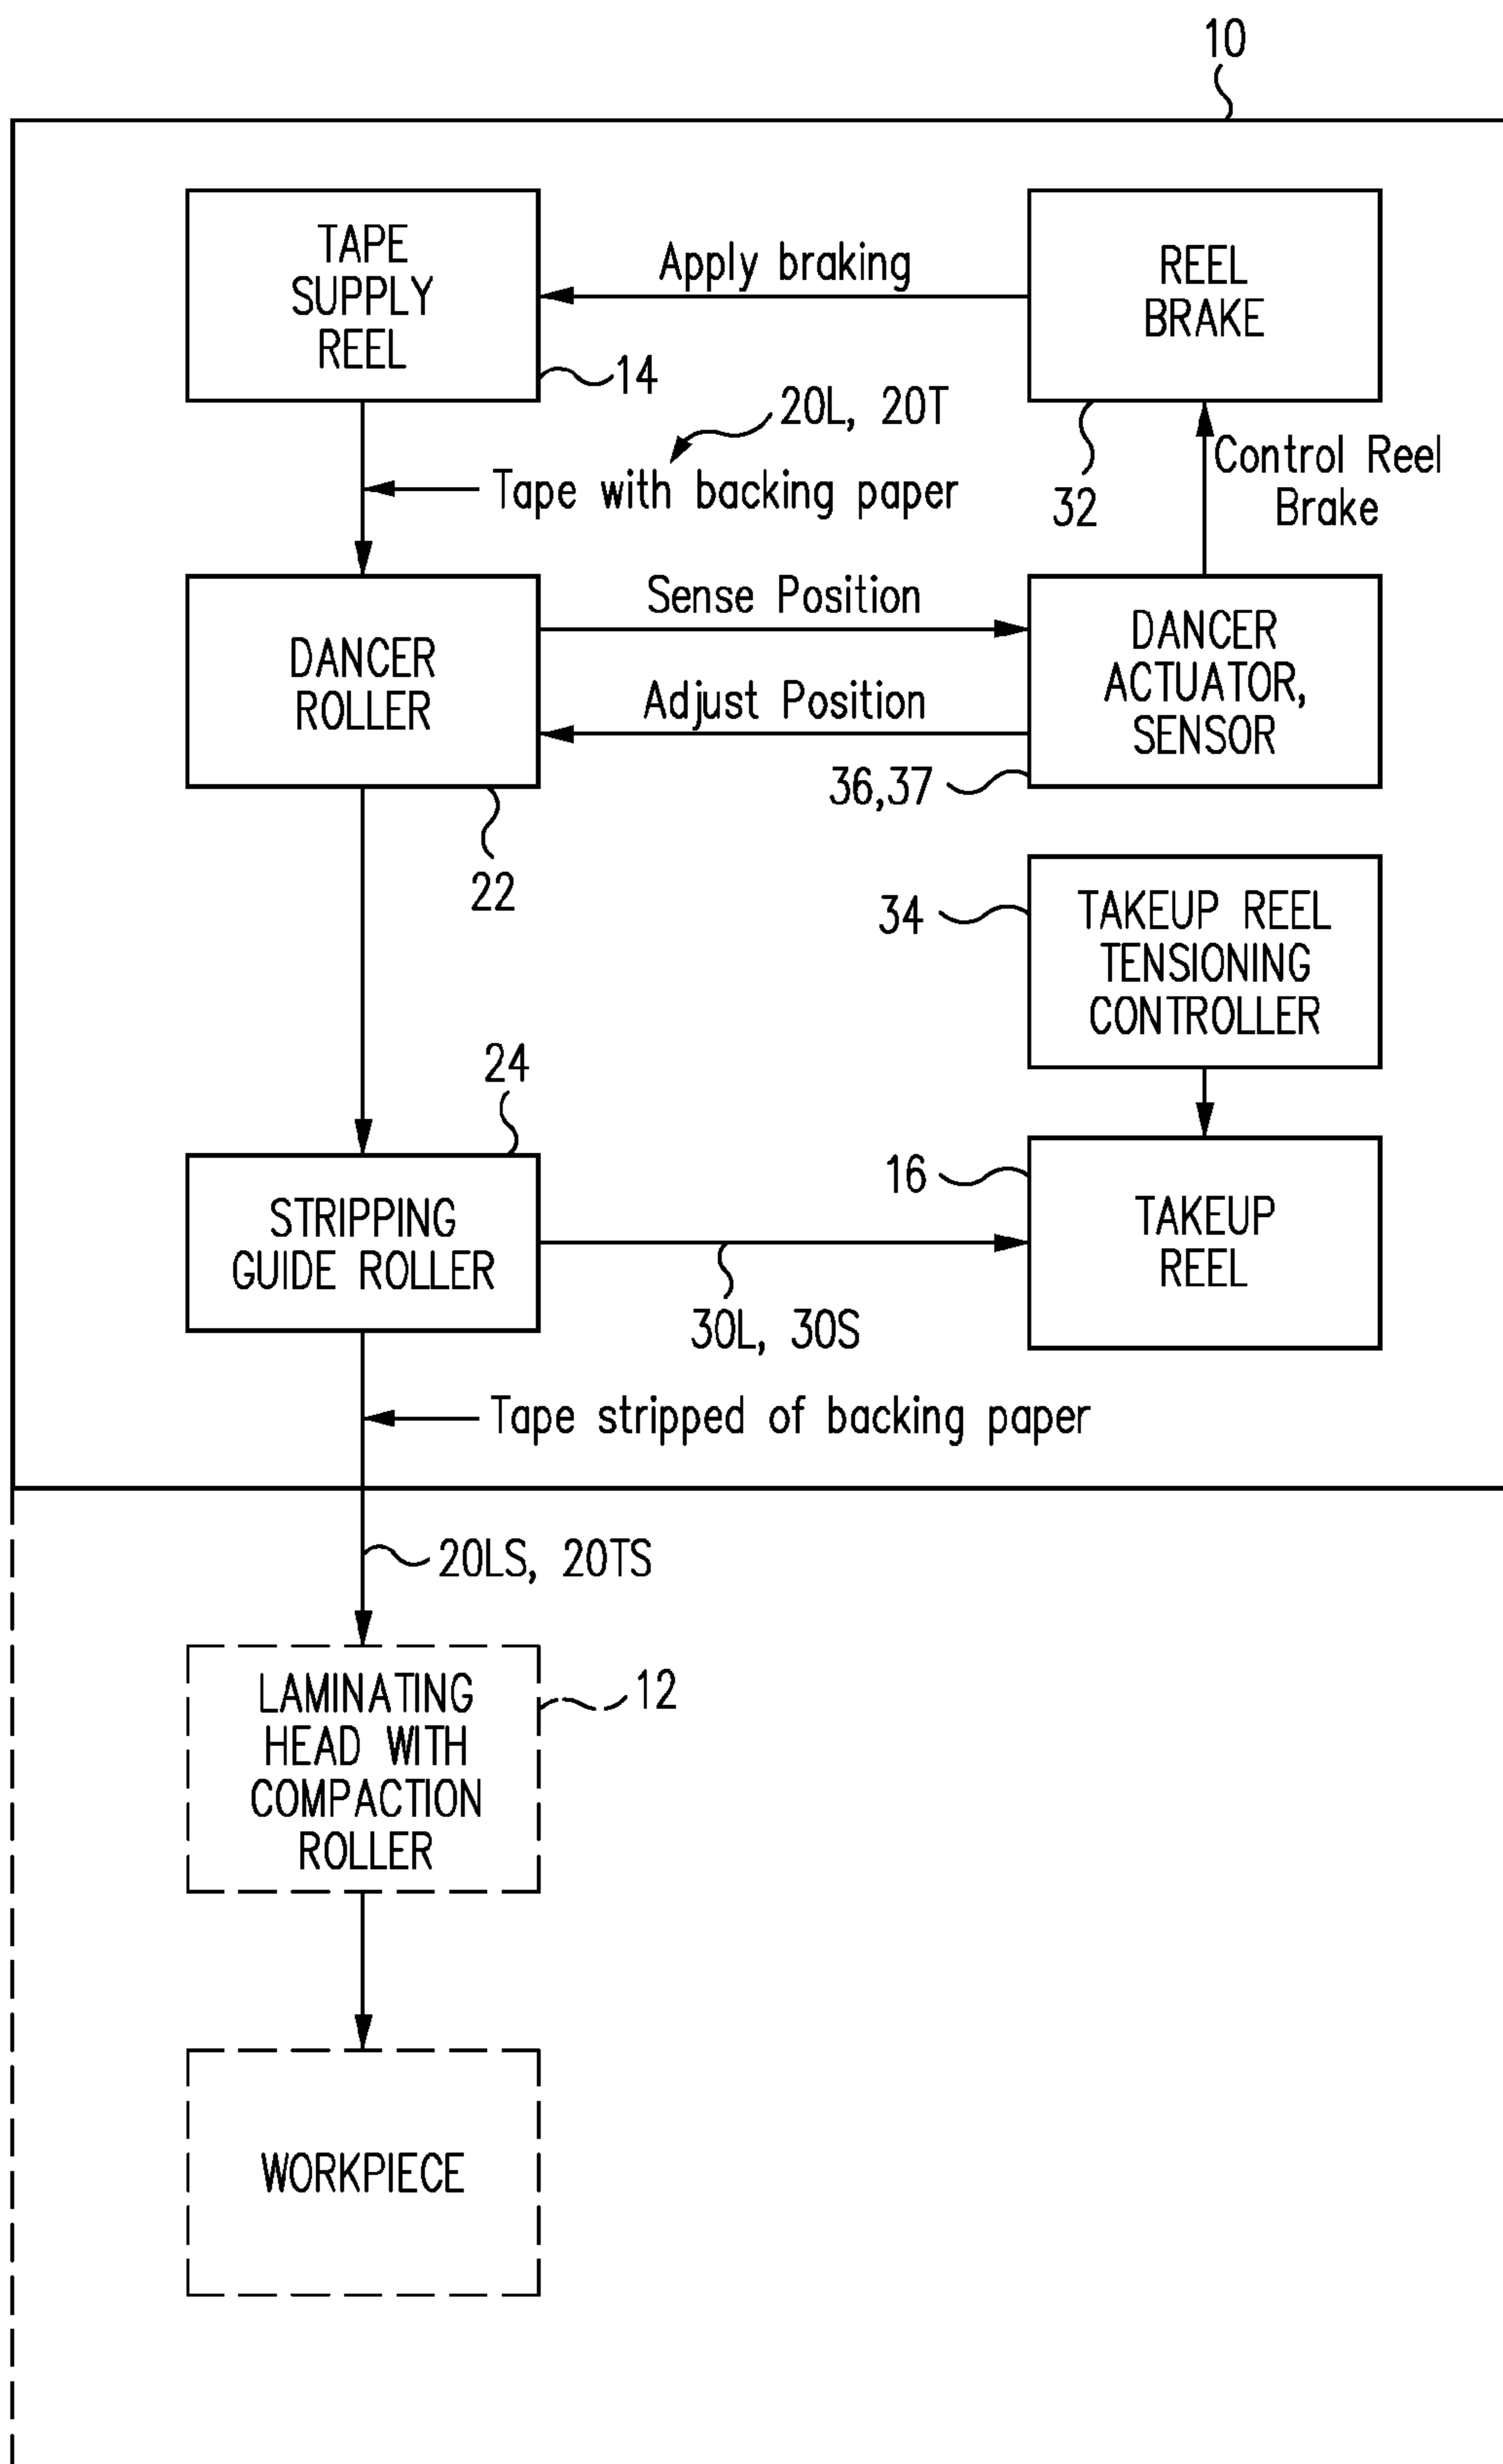 10
TAPE
SUPPLY
REEL
Apply braking
REEL
BRAKE
14
20L, 20T
Tape with backing paper
32
Control Reel
Brake
DANCER
ROLLER
Sense Position
Adjust Position
DANCER
ACTUATOR,
SENSOR
36,37
22
34
TAKEUP REEL
TENSIONING
CONTROLLER
24
16
STRIPPING
GUIDE ROLLER
TAKEUP
REEL
30L, 30S
Tape stripped of backing paper
20LS, 20TS
LAMINATING
HEAD WITH
COMPACTION
ROLLER
12
WORKPIECE